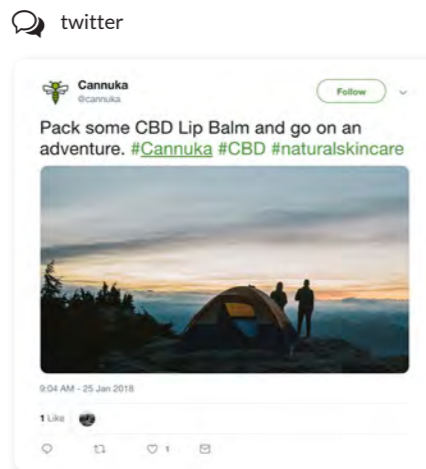 twitter
Cannuka
@cannuka
Follow
Pack some CBD Lip Balm and go on an
adventure. #Cannuka #CBD #naturalskincare
9:04 AM - 25 Jan 2018
1 Like
1